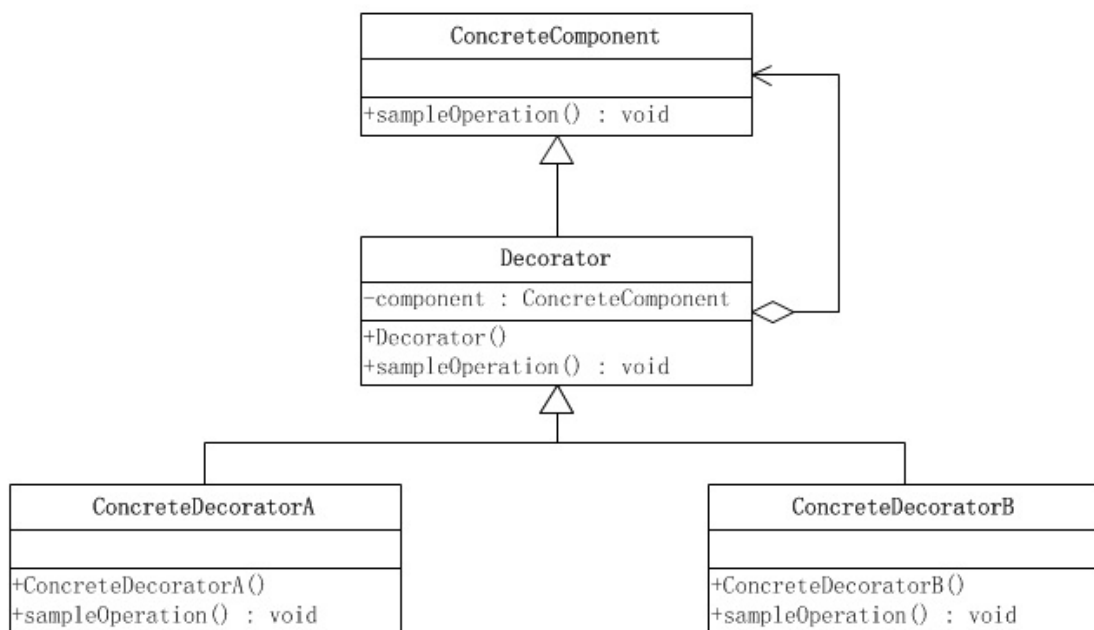 ConcreteComponent
+sampleOperation() : void
Decorator
-component : ConcreteComponent
+Decorator()
+sampleOperation() : void
ConcreteDecoratorA
+ConcreteDecoratorA()
+sampleOperation() : void
ConcreteDecoratorB
+ConcreteDecoratorB()
+sampleOperation() : void